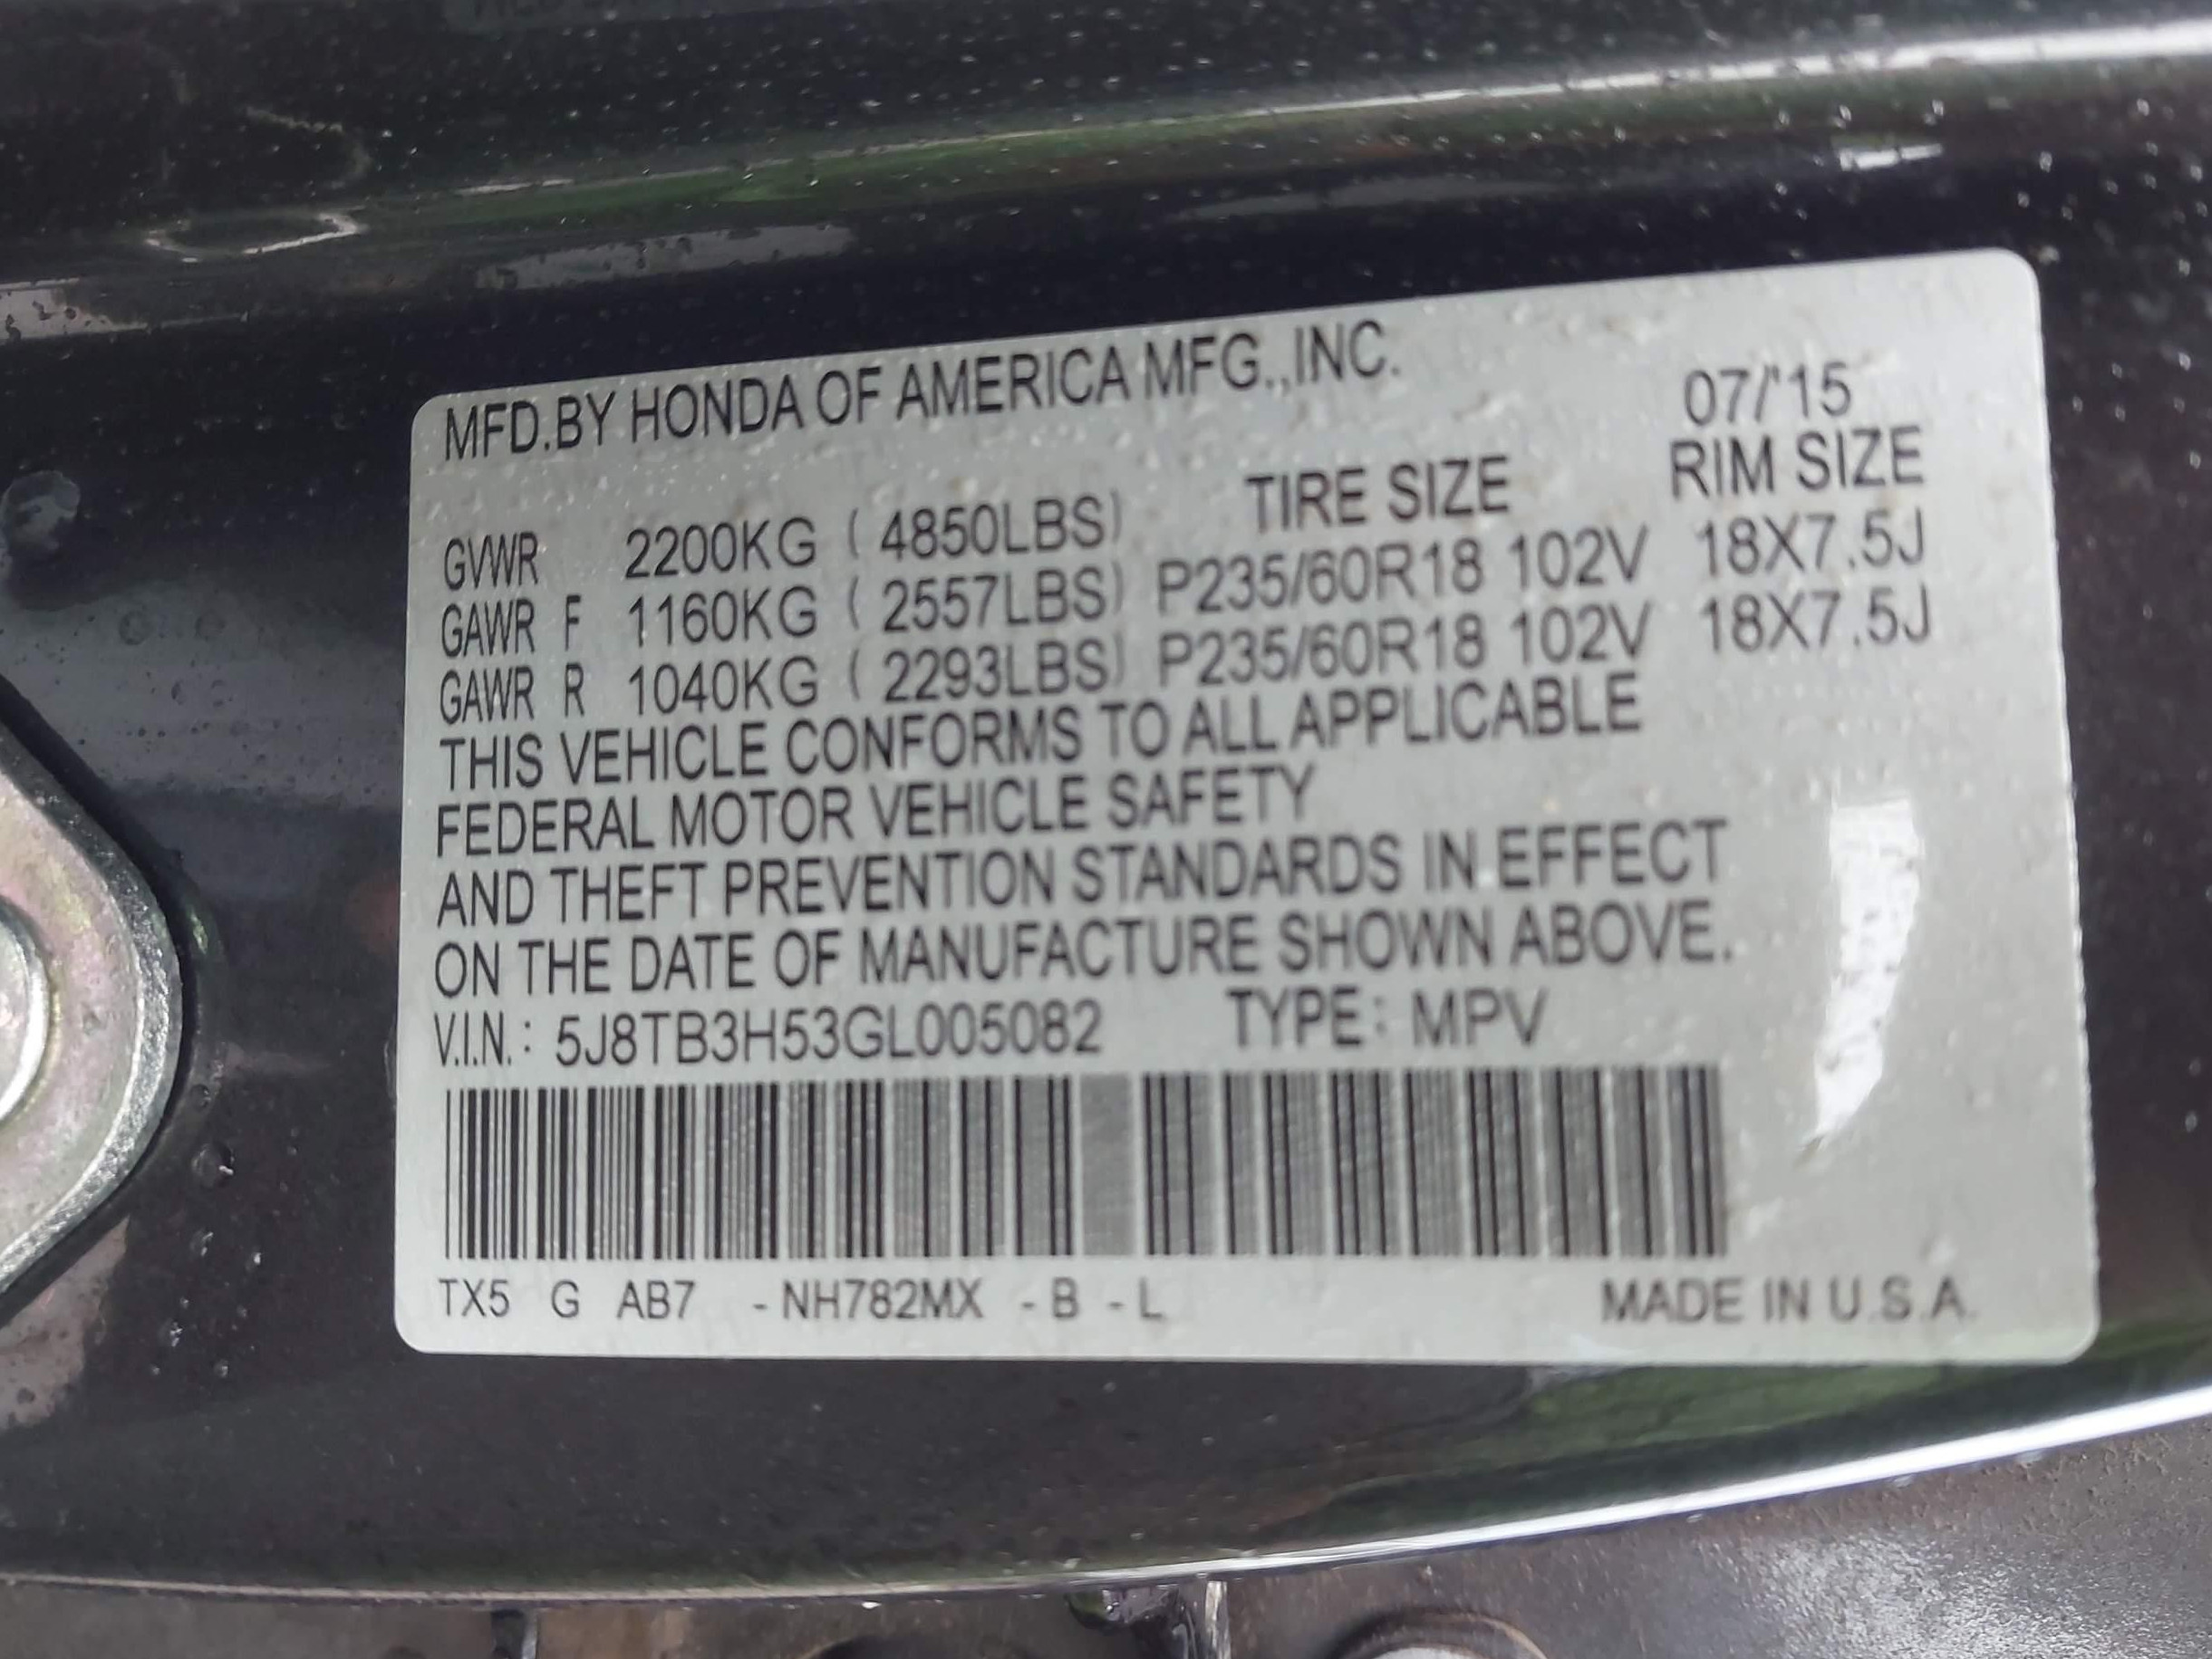 MFD.BY HONDA OF AMERICA MFG.,INC.
07/'15
GVWR 2200KG ( 4850LBS) TIRE SIZE RIM SIZE
GAWR F 1160KG ( 2557LBS) P235/60R18 102V 18X7.5J
GAWR R 1040KG ( 2293LBS) P235/60R18 102V 18X7.5J
THIS VEHICLE CONFORMS TO ALL APPLICABLE
FEDERAL MOTOR VEHICLE SAFETY
AND THEFT PREVENTION STANDARDS IN EFFECT
ON THE DATE OF MANUFACTURE SHOWN ABOVE.
V.I.N.: 5J8TB3H53GL005082 TYPE: MPV
TX5 G AB7 -NH782MX -B -L MADE IN U.S.A.